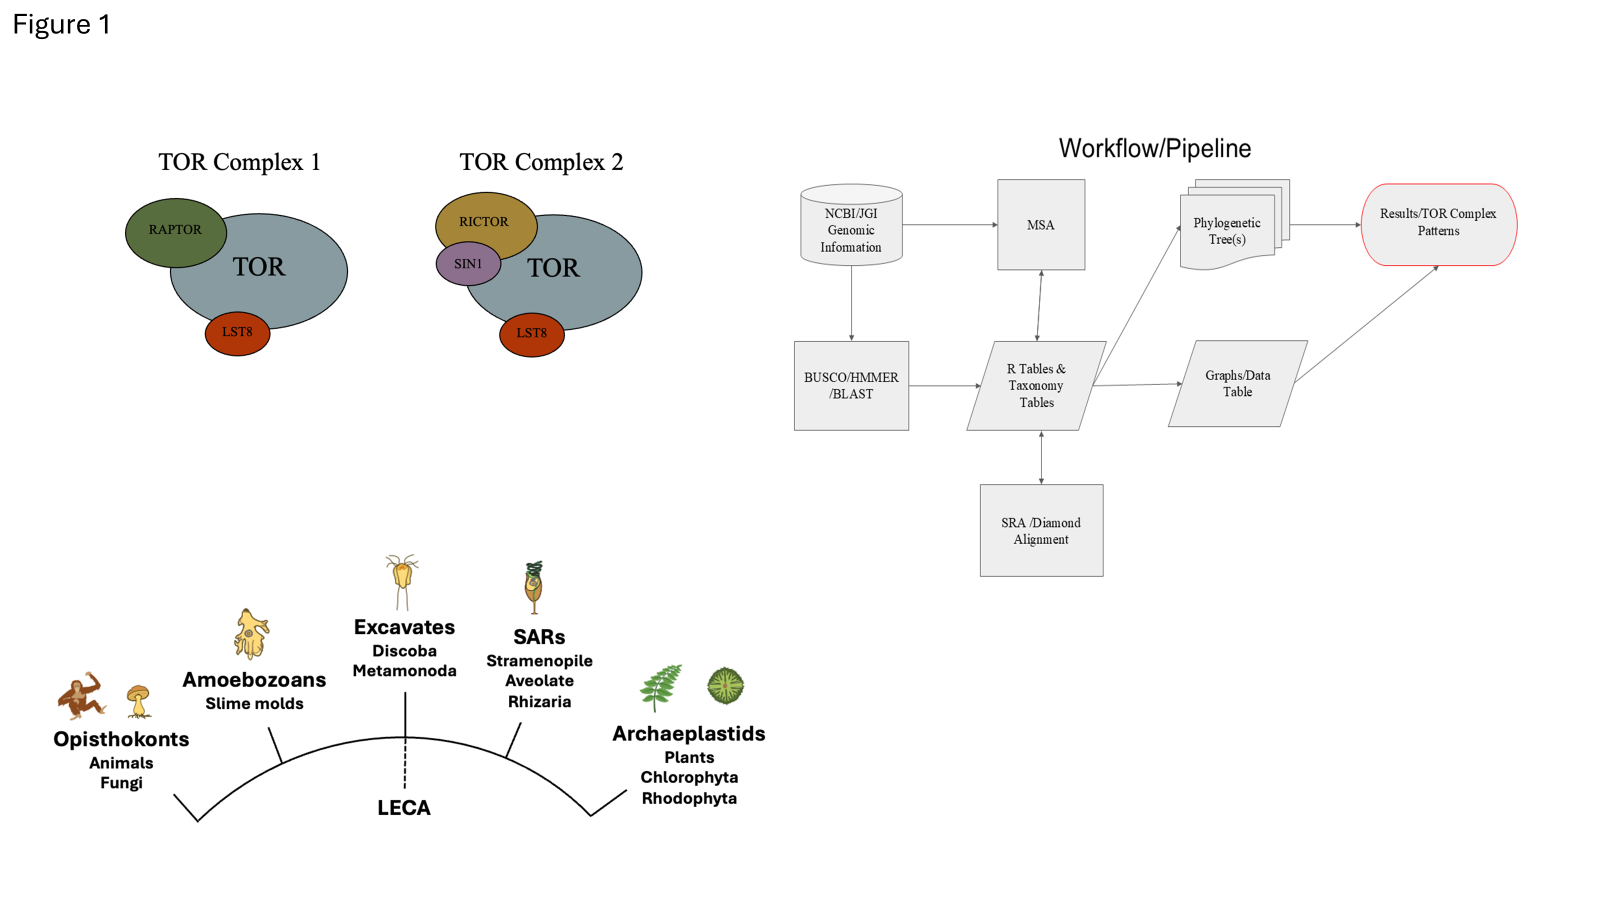 Figure 1
TOR Complex 1
RAPTOR
TOR
LST8
TOR Complex 2
RICTOR
SIN1
TOR
LST8
Workflow/Pipeline
NCBI/JGI
Genomic
Information
MSA
Phylogenetic
Tree(s)
Results/TOR Complex
Patterns
BUSCO/HMMER
/BLAST
R Tables &
Taxonomy
Tables
Graphs/Data
Table
SRA /Diamond
Alignment
Opisthokonts
Animals
Fungi
Amoebozoans
Slime molds
Excavates
Discoba
Metamonoda
SARs
Stramenopile
Aveolate
Rhizaria
Archaeplastids
Plants
Chlorophyta
Rhodophyta
LECA